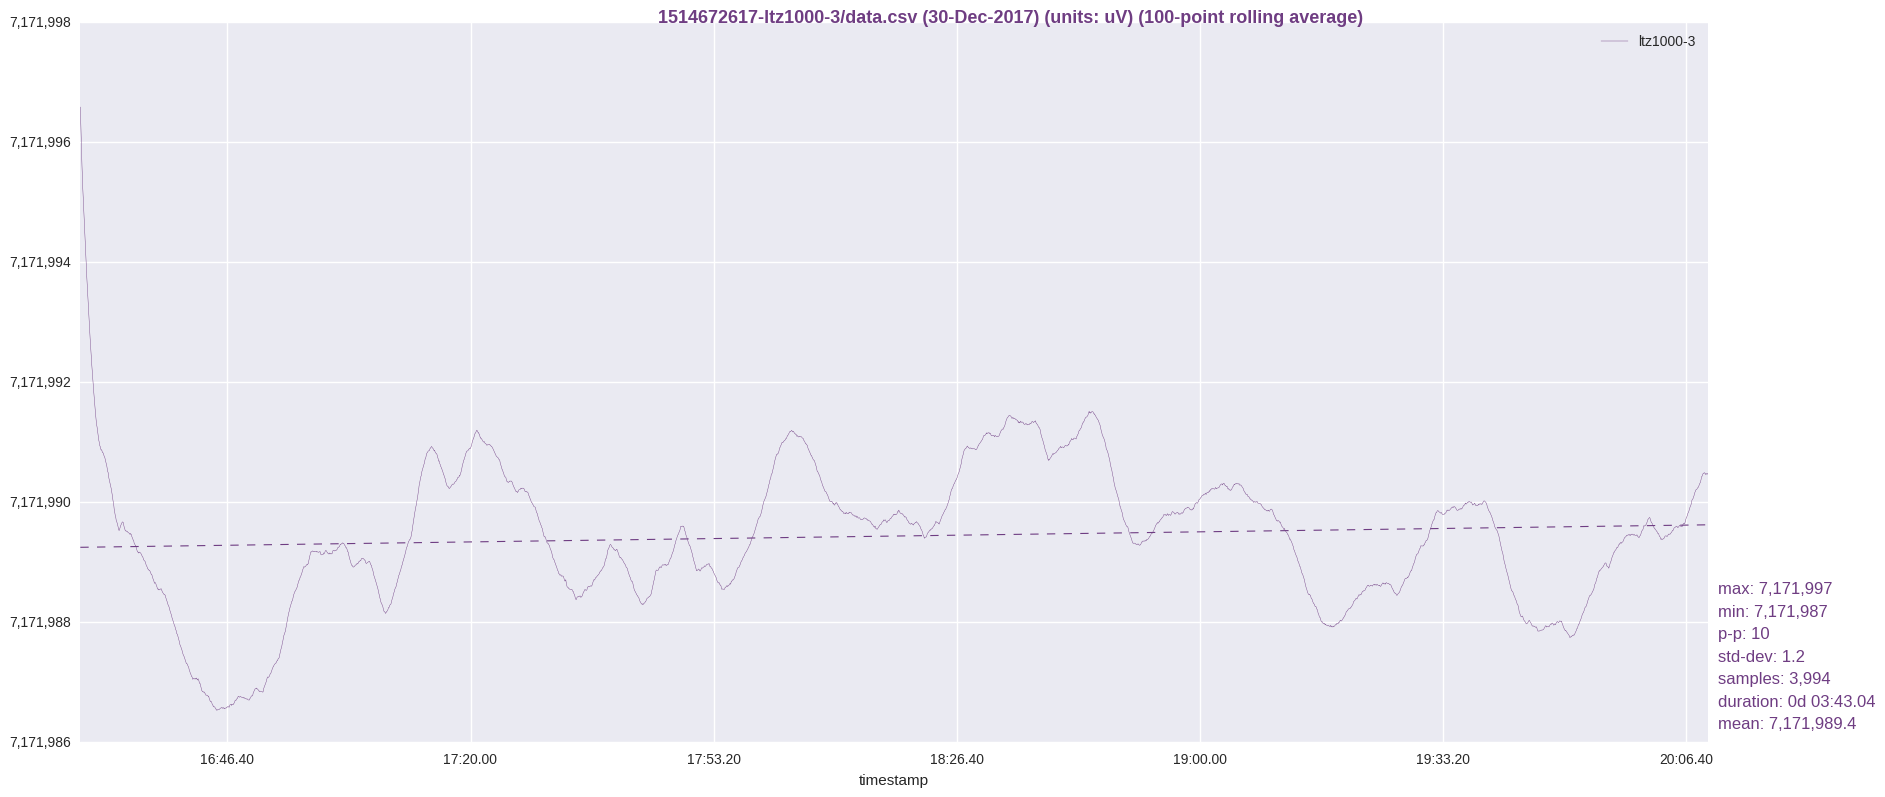 1514672617-ltz1000-3/data.csv (30-Dec-2017) (units: uV) (100-point rolling average)
ltz1000-3
7,171,998
7,171,996
7,171,994
7,171,992
7,171,990
7,171,988
7,171,986
16:46.40 17:20.00 17:53.20 18:26.40 19:00.00 19:33.20 20:06.40
timestamp
max: 7,171,997
min: 7,171,987
p-p: 10
std-dev: 1.2
samples: 3,994
duration: 0d 03:43.04
mean: 7,171,989.4